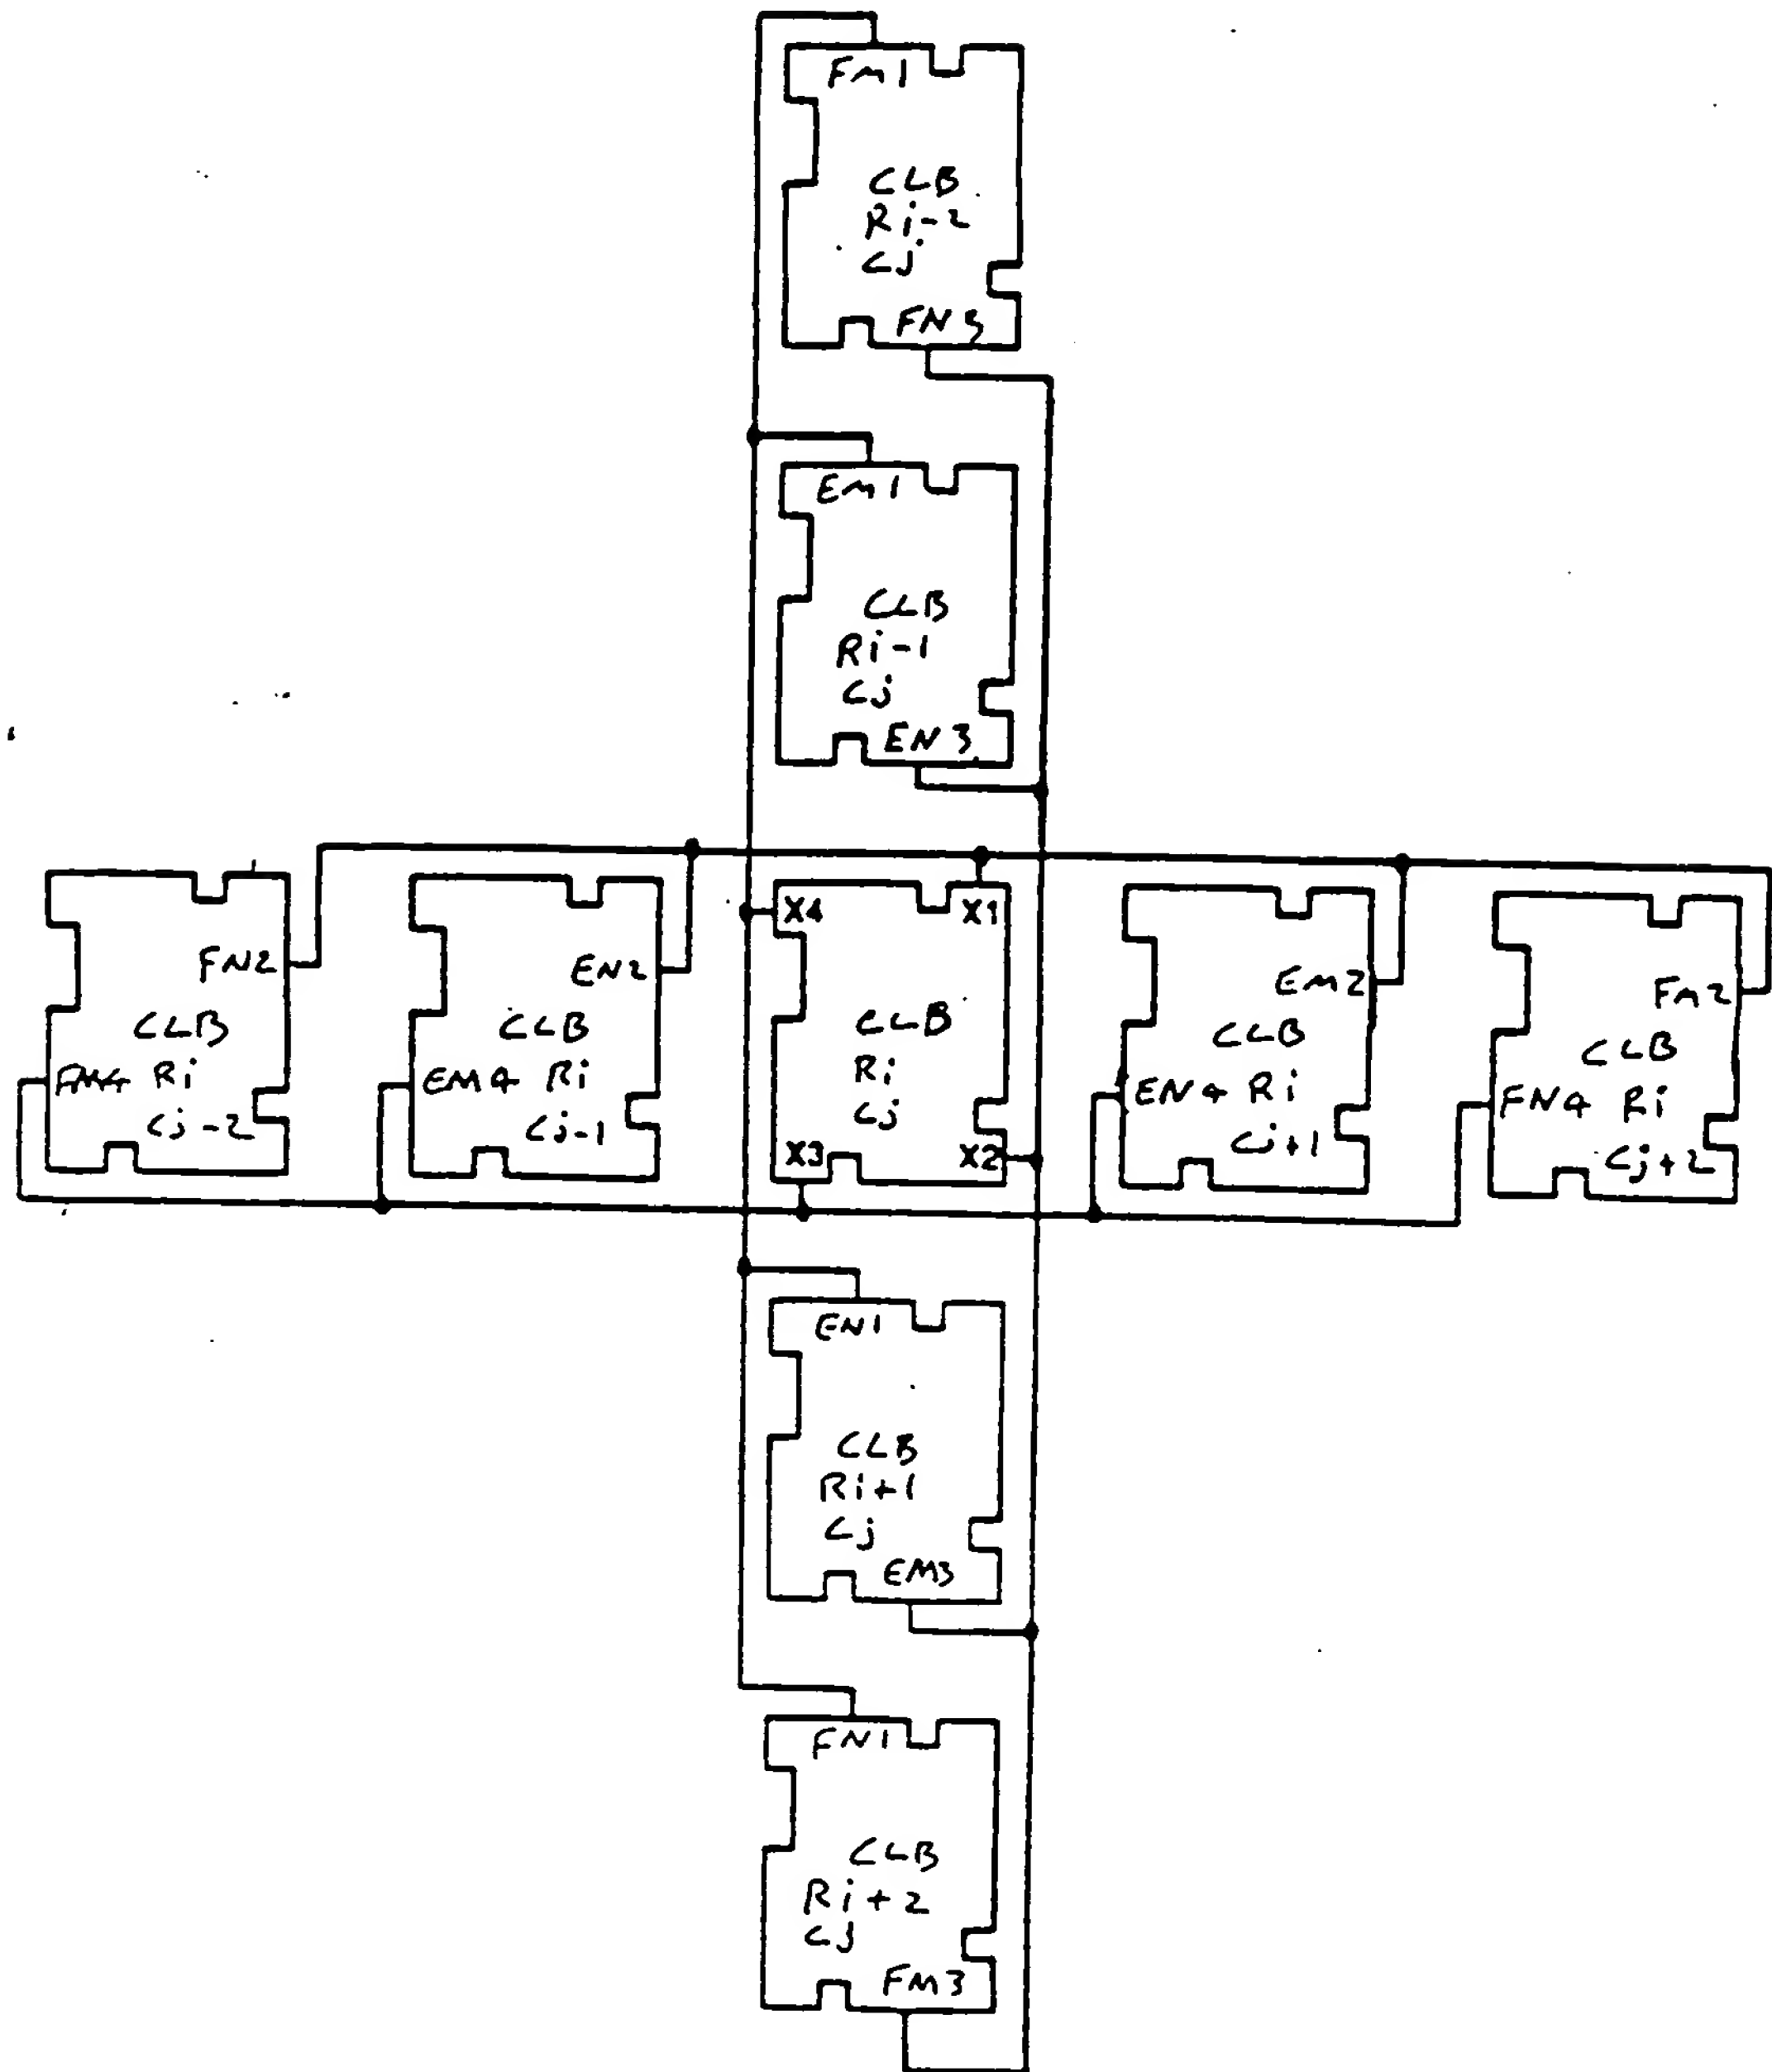 FM1
CLB
Ri-2
Cj
FN3
EM1
CLB
Ri-1
Cj
EN3
FN2
CLB
FM4 Ri
Cj-2
EN2
CLB
EM4 Ri
Cj-1
X4 X1
CLB
Ri
Cj
X3 X2
EM2
CLB
EN4 Ri
Cj+1
FM2
CLB
FN4 Ri
Cj+2
EN1
CLB
Ri+1
Cj
EM3
FN1
CLB
Ri+2
Cj
FM3